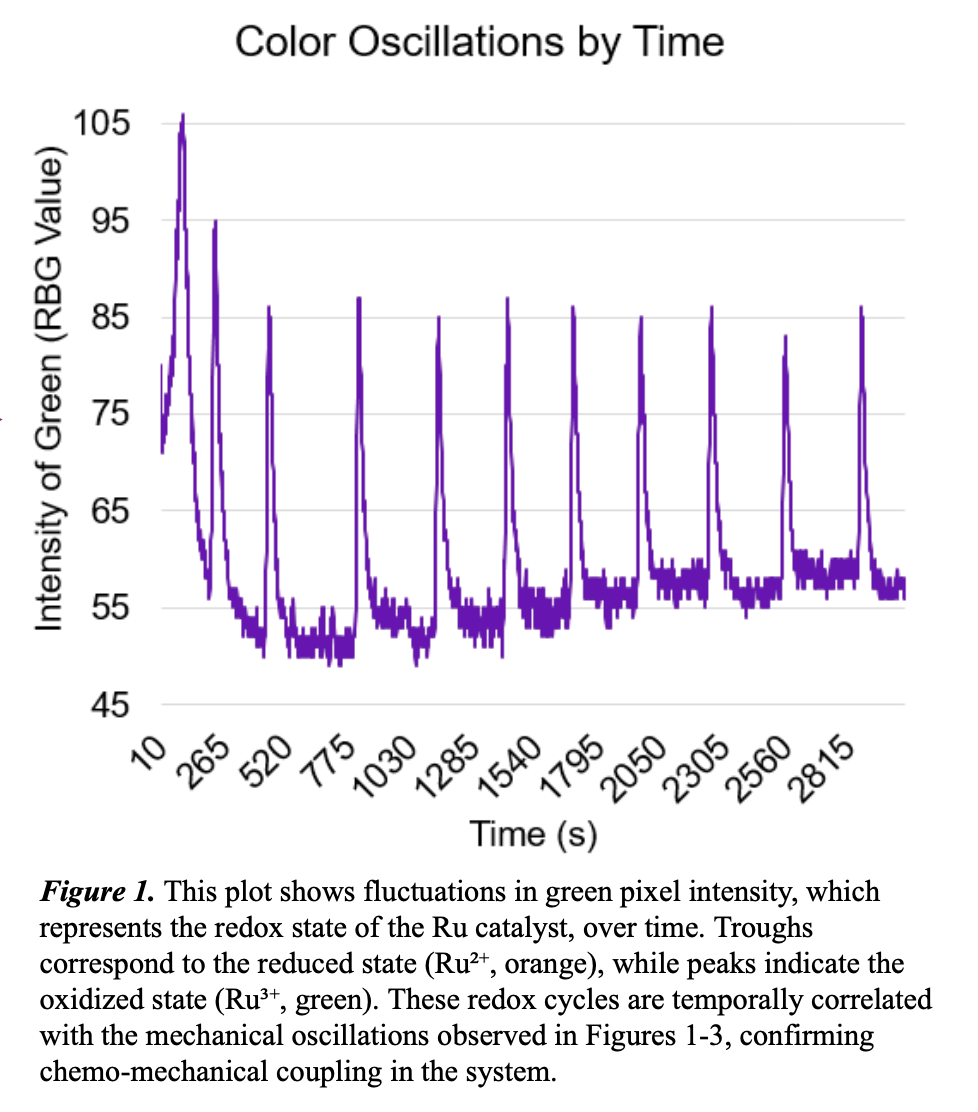 Color Oscillations by Time
105
95
85
75
65
55
45
Intensity of Green (RBG Value)
10
265
520
775
1030
1285
1540
1795
2050
2305
2560
2815
Time (s)
Figure 1. This plot shows fluctuations in green pixel intensity, which
represents the redox state of the Ru catalyst, over time. Troughs
correspond to the reduced state (Ru²⁺, orange), while peaks indicate the
oxidized state (Ru³⁺, green). These redox cycles are temporally correlated
with the mechanical oscillations observed in Figures 1-3, confirming
chemo-mechanical coupling in the system.